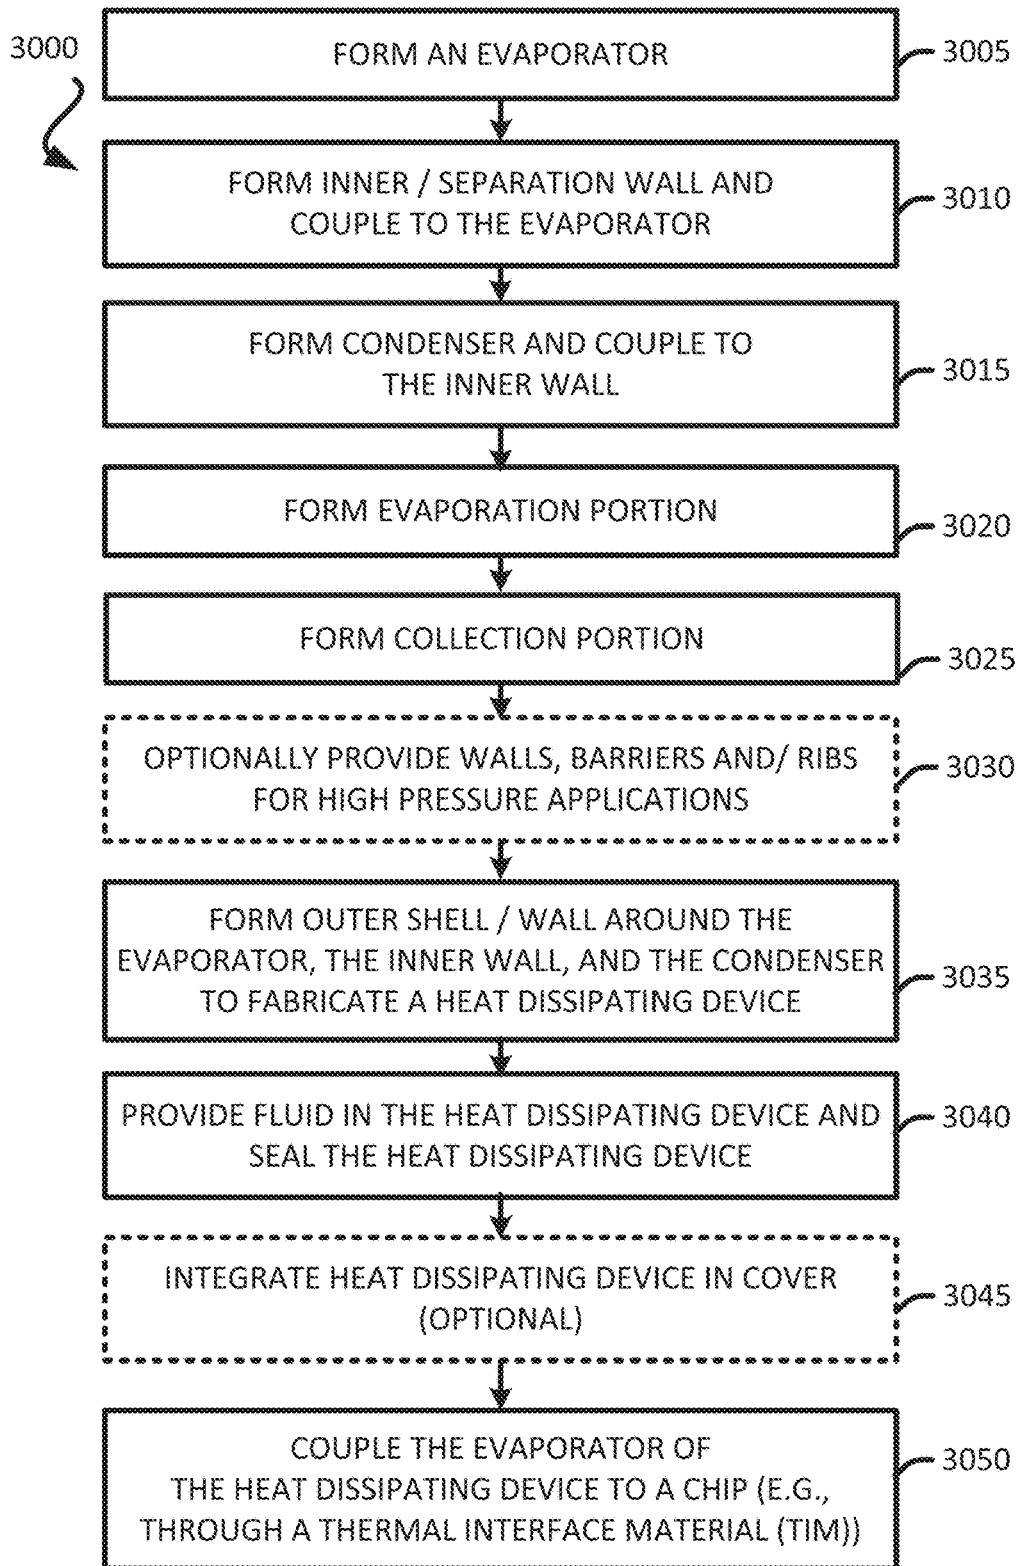 3000
FORM AN EVAPORATOR
3005
FORM INNER / SEPARATION WALL AND
COUPLE TO THE EVAPORATOR
3010
FORM CONDENSER AND COUPLE TO
THE INNER WALL
3015
FORM EVAPORATION PORTION
3020
FORM COLLECTION PORTION
3025
OPTIONALLY PROVIDE WALLS, BARRIERS AND/ RIBS
FOR HIGH PRESSURE APPLICATIONS
3030
FORM OUTER SHELL / WALL AROUND THE
EVAPORATOR, THE INNER WALL, AND THE CONDENSER
TO FABRICATE A HEAT DISSIPATING DEVICE
3035
PROVIDE FLUID IN THE HEAT DISSIPATING DEVICE AND
SEAL THE HEAT DISSIPATING DEVICE
3040
INTEGRATE HEAT DISSIPATING DEVICE IN COVER
(OPTIONAL)
3045
COUPLE THE EVAPORATOR OF
THE HEAT DISSIPATING DEVICE TO A CHIP (E.G.,
THROUGH A THERMAL INTERFACE MATERIAL (TIM))
3050